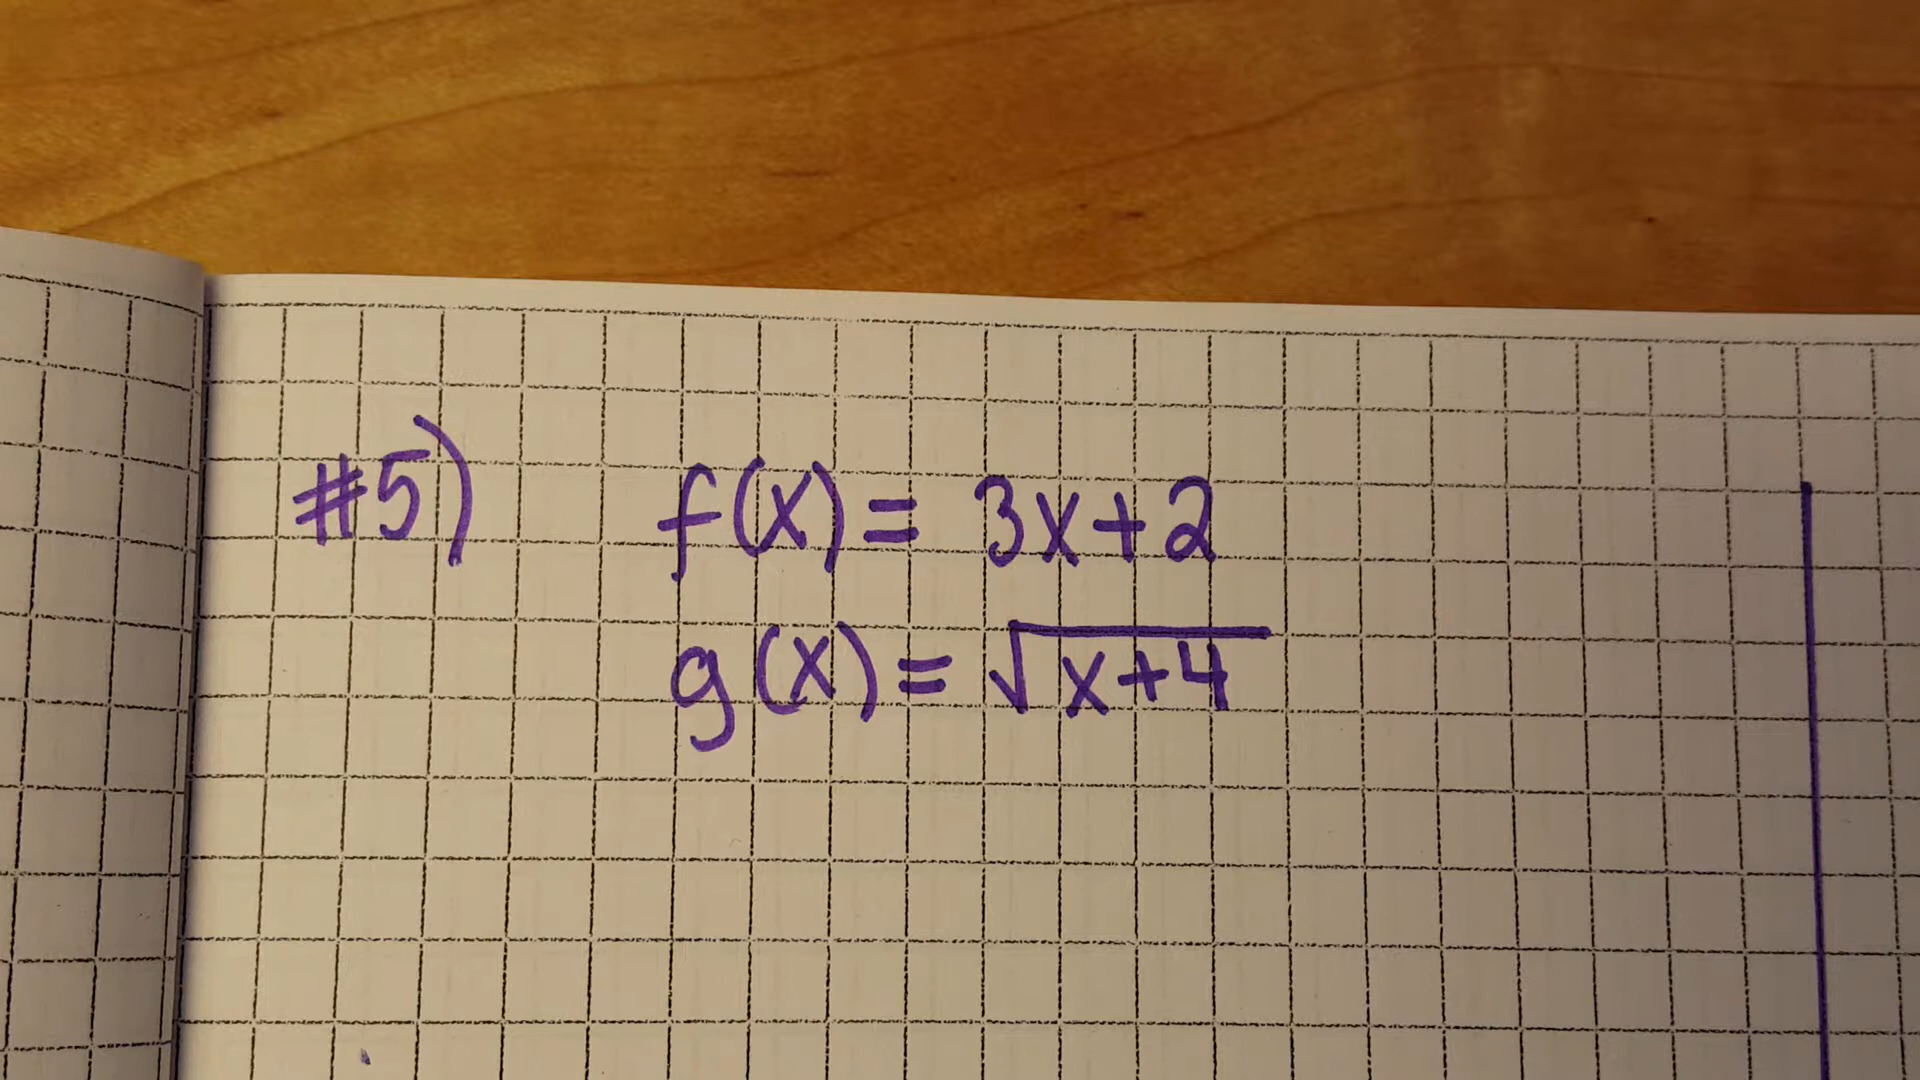 #5) f(x) = 3x+2
g(x) = √(x+4)